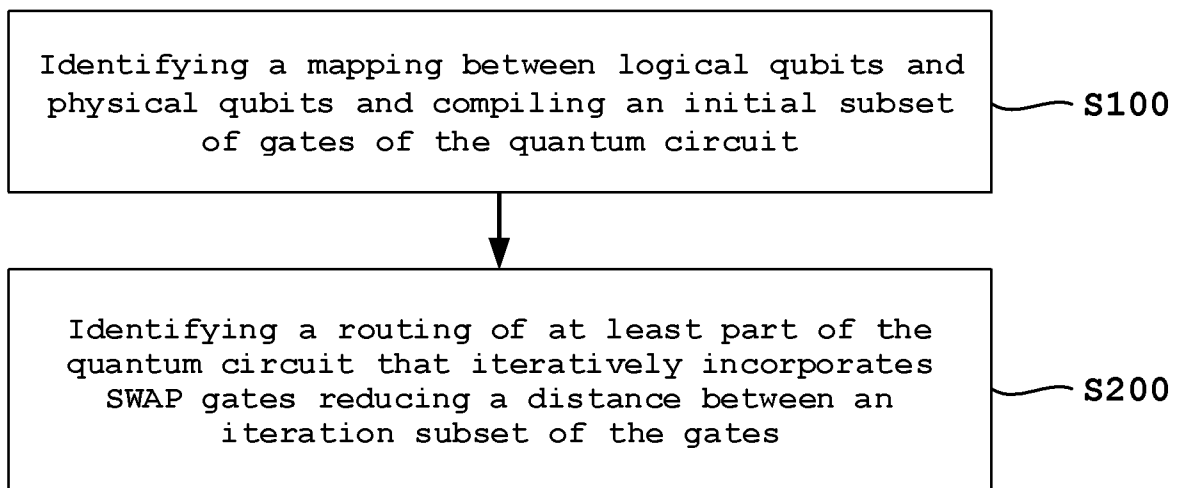 Identifying a mapping between logical qubits and
physical qubits and compiling an initial subset
of gates of the quantum circuit
S100
Identifying a routing of at least part of the
quantum circuit that iteratively incorporates
SWAP gates reducing a distance between an
iteration subset of the gates
S200